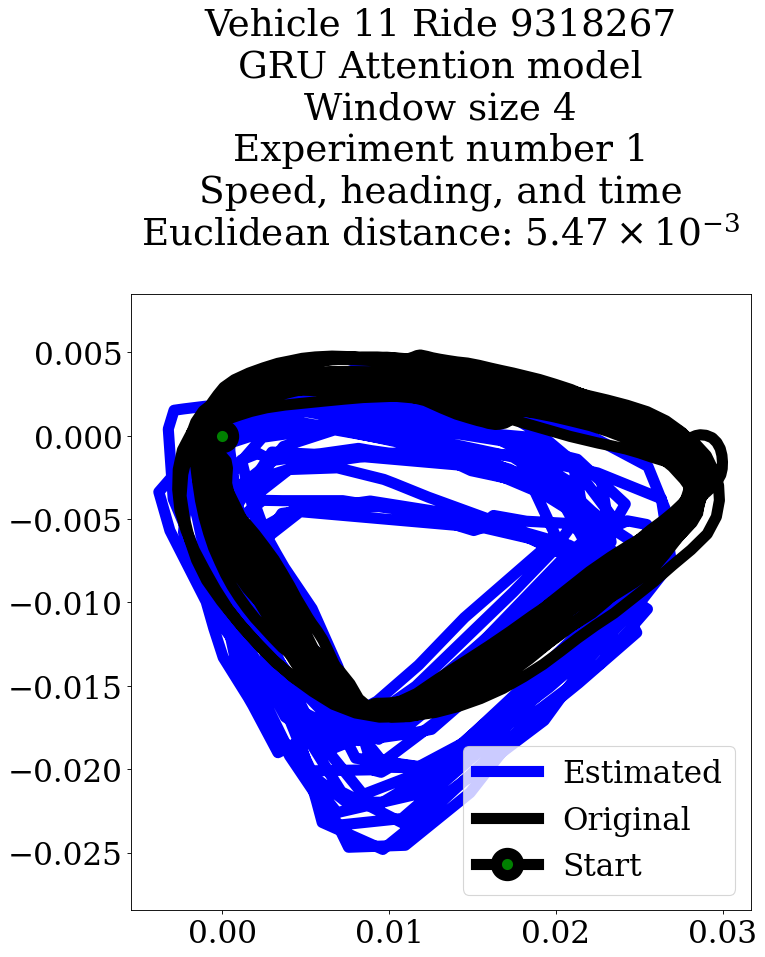 Vehicle 11 Ride 9318267
GRU Attention model
Window size 4
Experiment number 1
Speed, heading, and time
Euclidean distance: 5.47 × 10⁻³
0.005
0.000
−0.005
−0.010
−0.015
−0.020
−0.025
Estimated
Original
Start
0.00 0.01 0.02 0.03